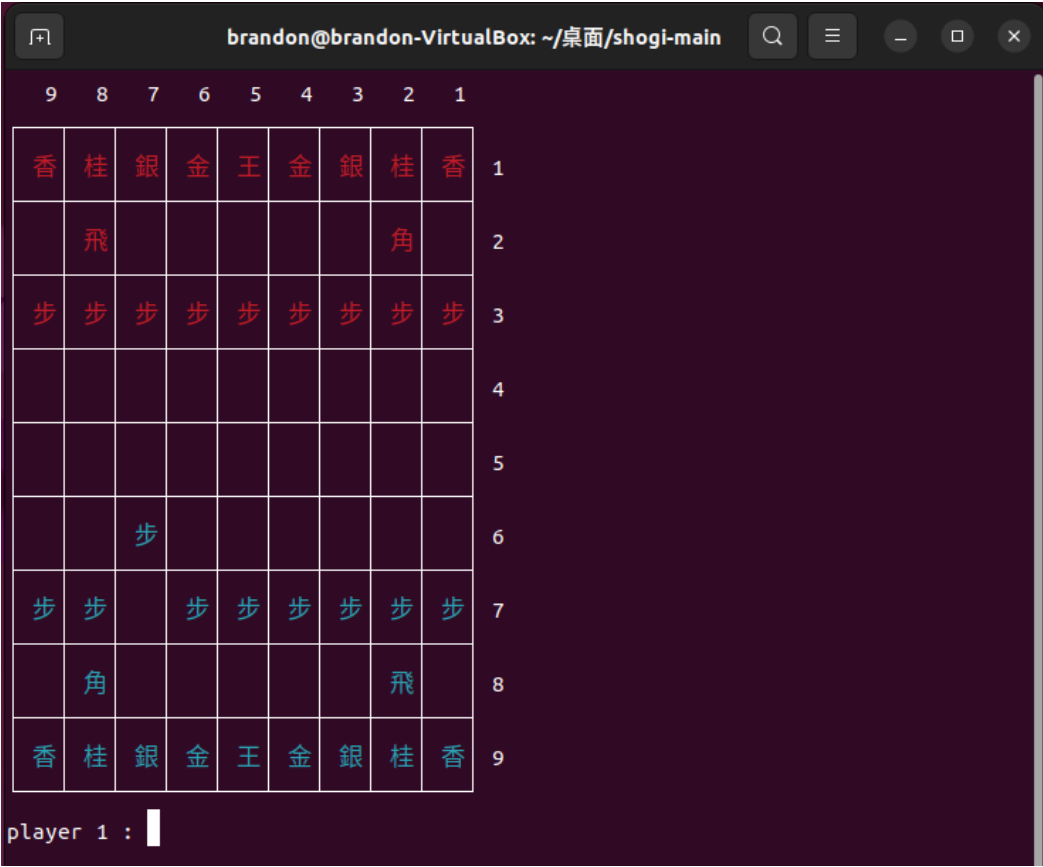 brandon@brandon-VirtualBox: ~/桌面/shogi-main
9 8 7 6 5 4 3 2 1
香 桂 銀 金 王 金 銀 桂 香 1
飛 角 2
步 步 步 步 步 步 步 步 步 3
4
5
步 6
步 步 步 步 步 步 步 步 7
角 飛 8
香 桂 銀 金 王 金 銀 桂 香 9
player 1 :